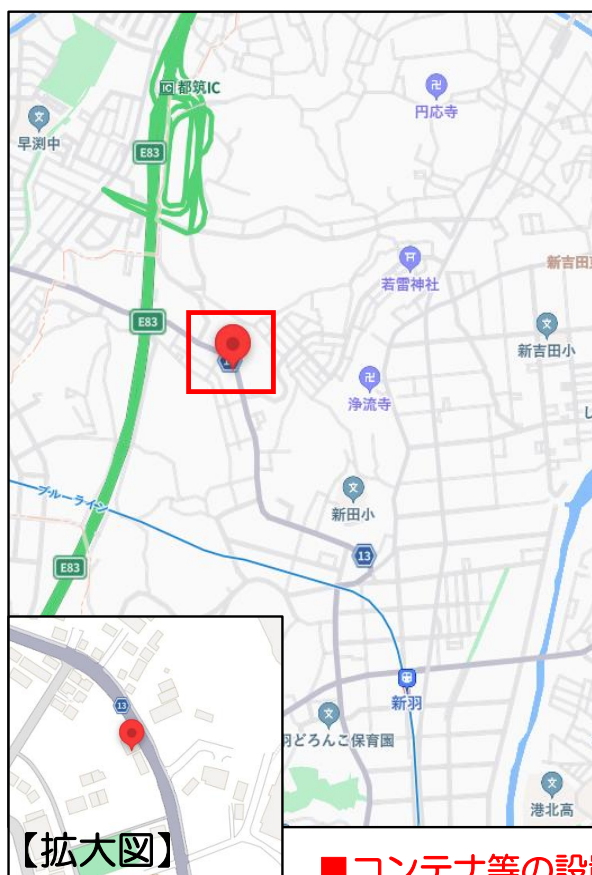 IC 都筑IC
円応寺
早渕中
E83
若雷神社
新吉田
E83
新吉田小
浄流寺
ブルーライン
新田小
13
E83
新羽
羽どろんこ保育園
13
港北高
【拡大図】
■コンテナ等の設